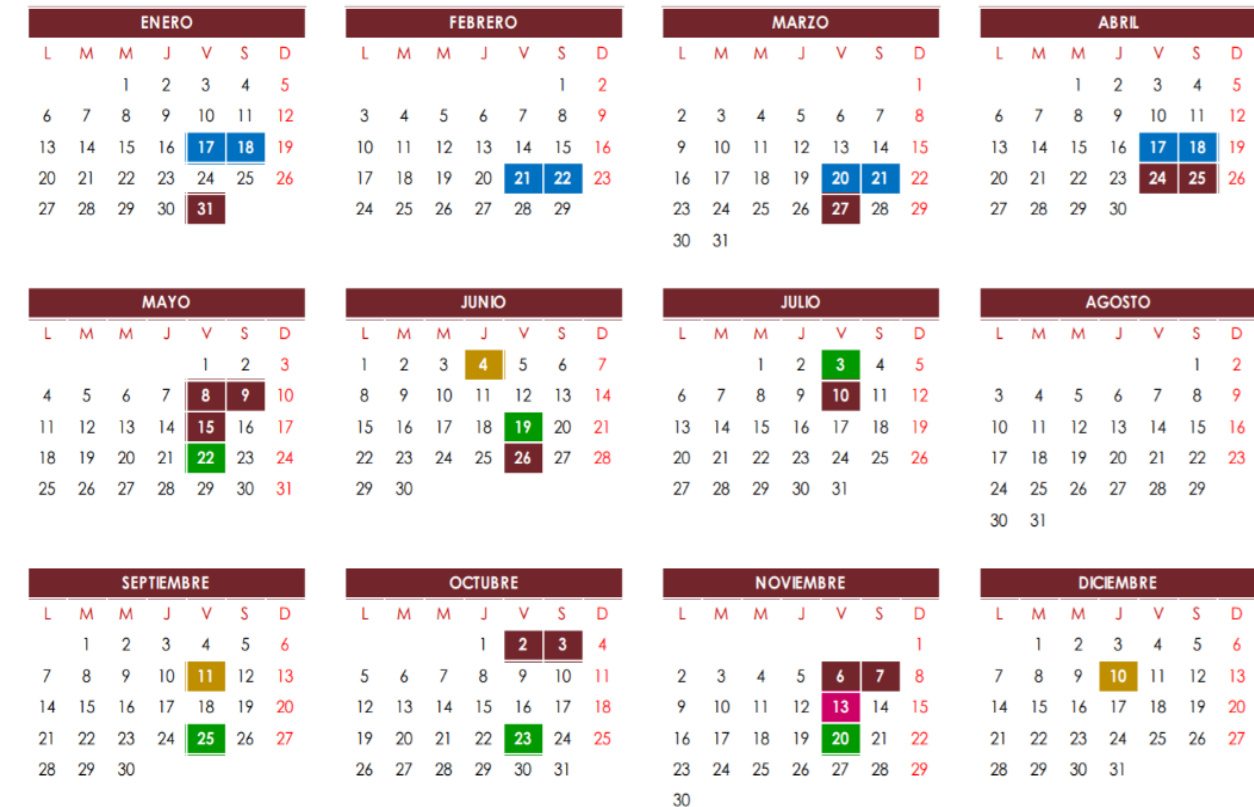 ENERO FEBRERO MARZO ABRIL
L M M J V S D L M M J V S D L M M J V S D L M M J V S D
1 2 3 4 5 1 2 1 1 2 3 4 5
6 7 8 9 10 11 12 3 4 5 6 7 8 9 2 3 4 5 6 7 8 6 7 8 9 10 11 12
13 14 15 16 17 18 19 10 11 12 13 14 15 16 9 10 11 12 13 14 15 13 14 15 16 17 18 19
20 21 22 23 24 25 26 17 18 19 20 21 22 23 16 17 18 19 20 21 22 20 21 22 23 24 25 26
27 28 29 30 31 24 25 26 27 28 29 23 24 25 26 27 28 29 27 28 29 30
30 31
MAYO JUNIO JULIO AGOSTO
L M M J V S D L M M J V S D L M M J V S D L M M J V S D
1 2 3 1 2 3 4 5 6 7 1 2 3 4 5 1 2
4 5 6 7 8 9 10 8 9 10 11 12 13 14 6 7 8 9 10 11 12 3 4 5 6 7 8 9
11 12 13 14 15 16 17 15 16 17 18 19 20 21 13 14 15 16 17 18 19 10 11 12 13 14 15 16
18 19 20 21 22 23 24 22 23 24 25 26 27 28 20 21 22 23 24 25 26 17 18 19 20 21 22 23
25 26 27 28 29 30 31 29 30 27 28 29 30 31 24 25 26 27 28 29
30 31
SEPTIEMBRE OCTUBRE NOVIEMBRE DICIEMBRE
L M M J V S D L M M J V S D L M M J V S D L M M J V S D
1 2 3 4 5 6 1 2 3 4 1 1 2 3 4 5 6
7 8 9 10 11 12 13 5 6 7 8 9 10 11 2 3 4 5 6 7 8 7 8 9 10 11 12 13
14 15 16 17 18 19 20 12 13 14 15 16 17 18 9 10 11 12 13 14 15 14 15 16 17 18 19 20
21 22 23 24 25 26 27 19 20 21 22 23 24 25 16 17 18 19 20 21 22 21 22 23 24 25 26 27
28 29 30 26 27 28 29 30 31 23 24 25 26 27 28 29 28 29 30 31
30